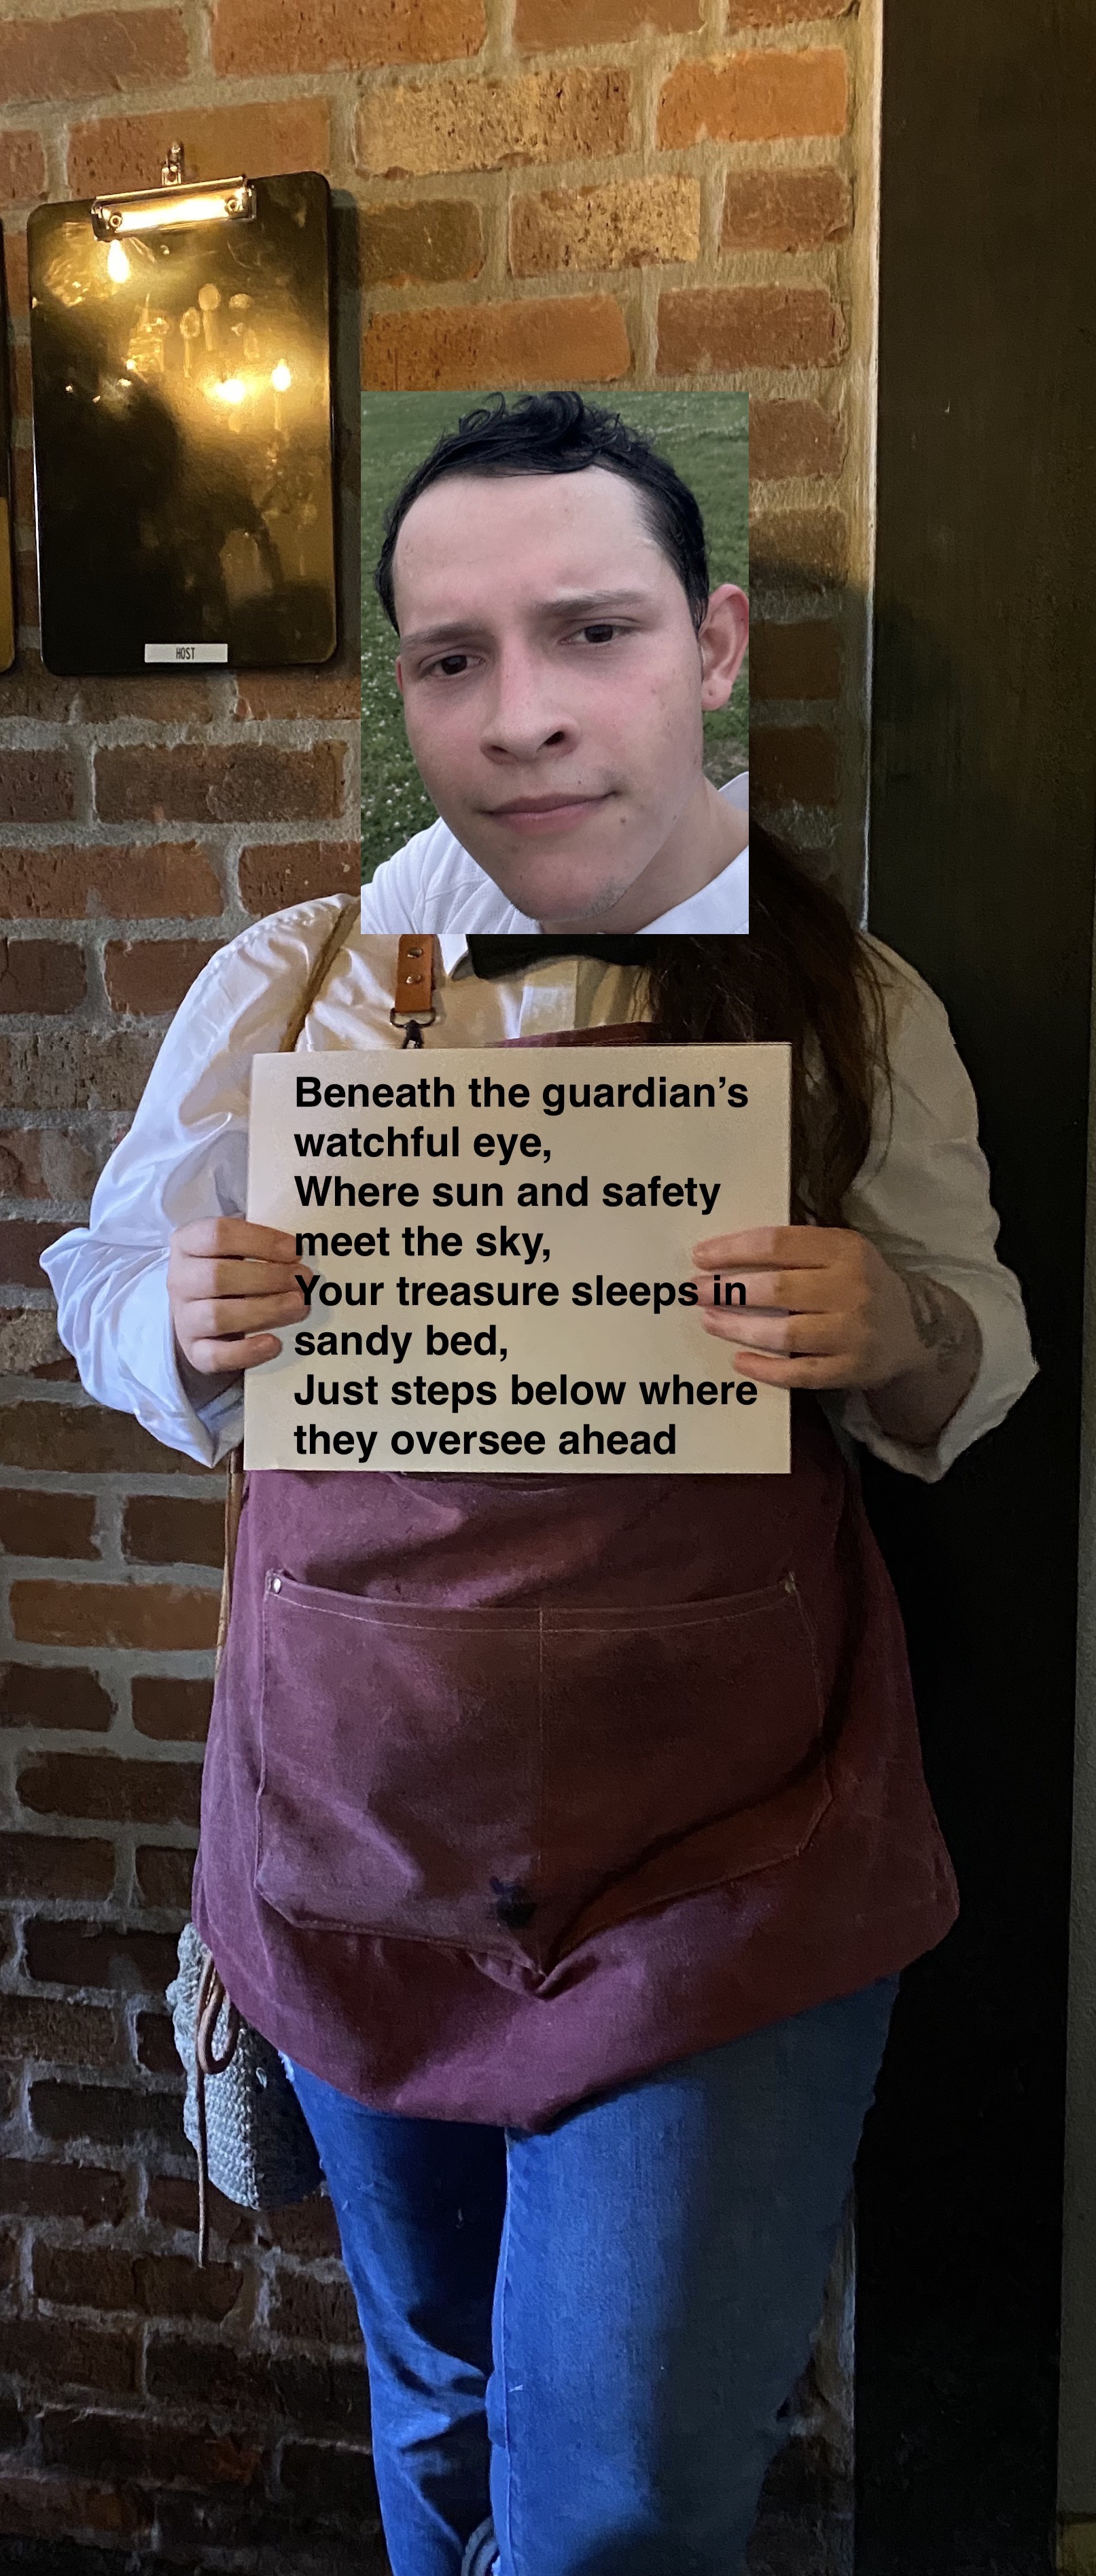 HOST
Beneath the guardian’s
watchful eye,
Where sun and safety
meet the sky,
Your treasure sleeps in
sandy bed,
Just steps below where
they oversee ahead